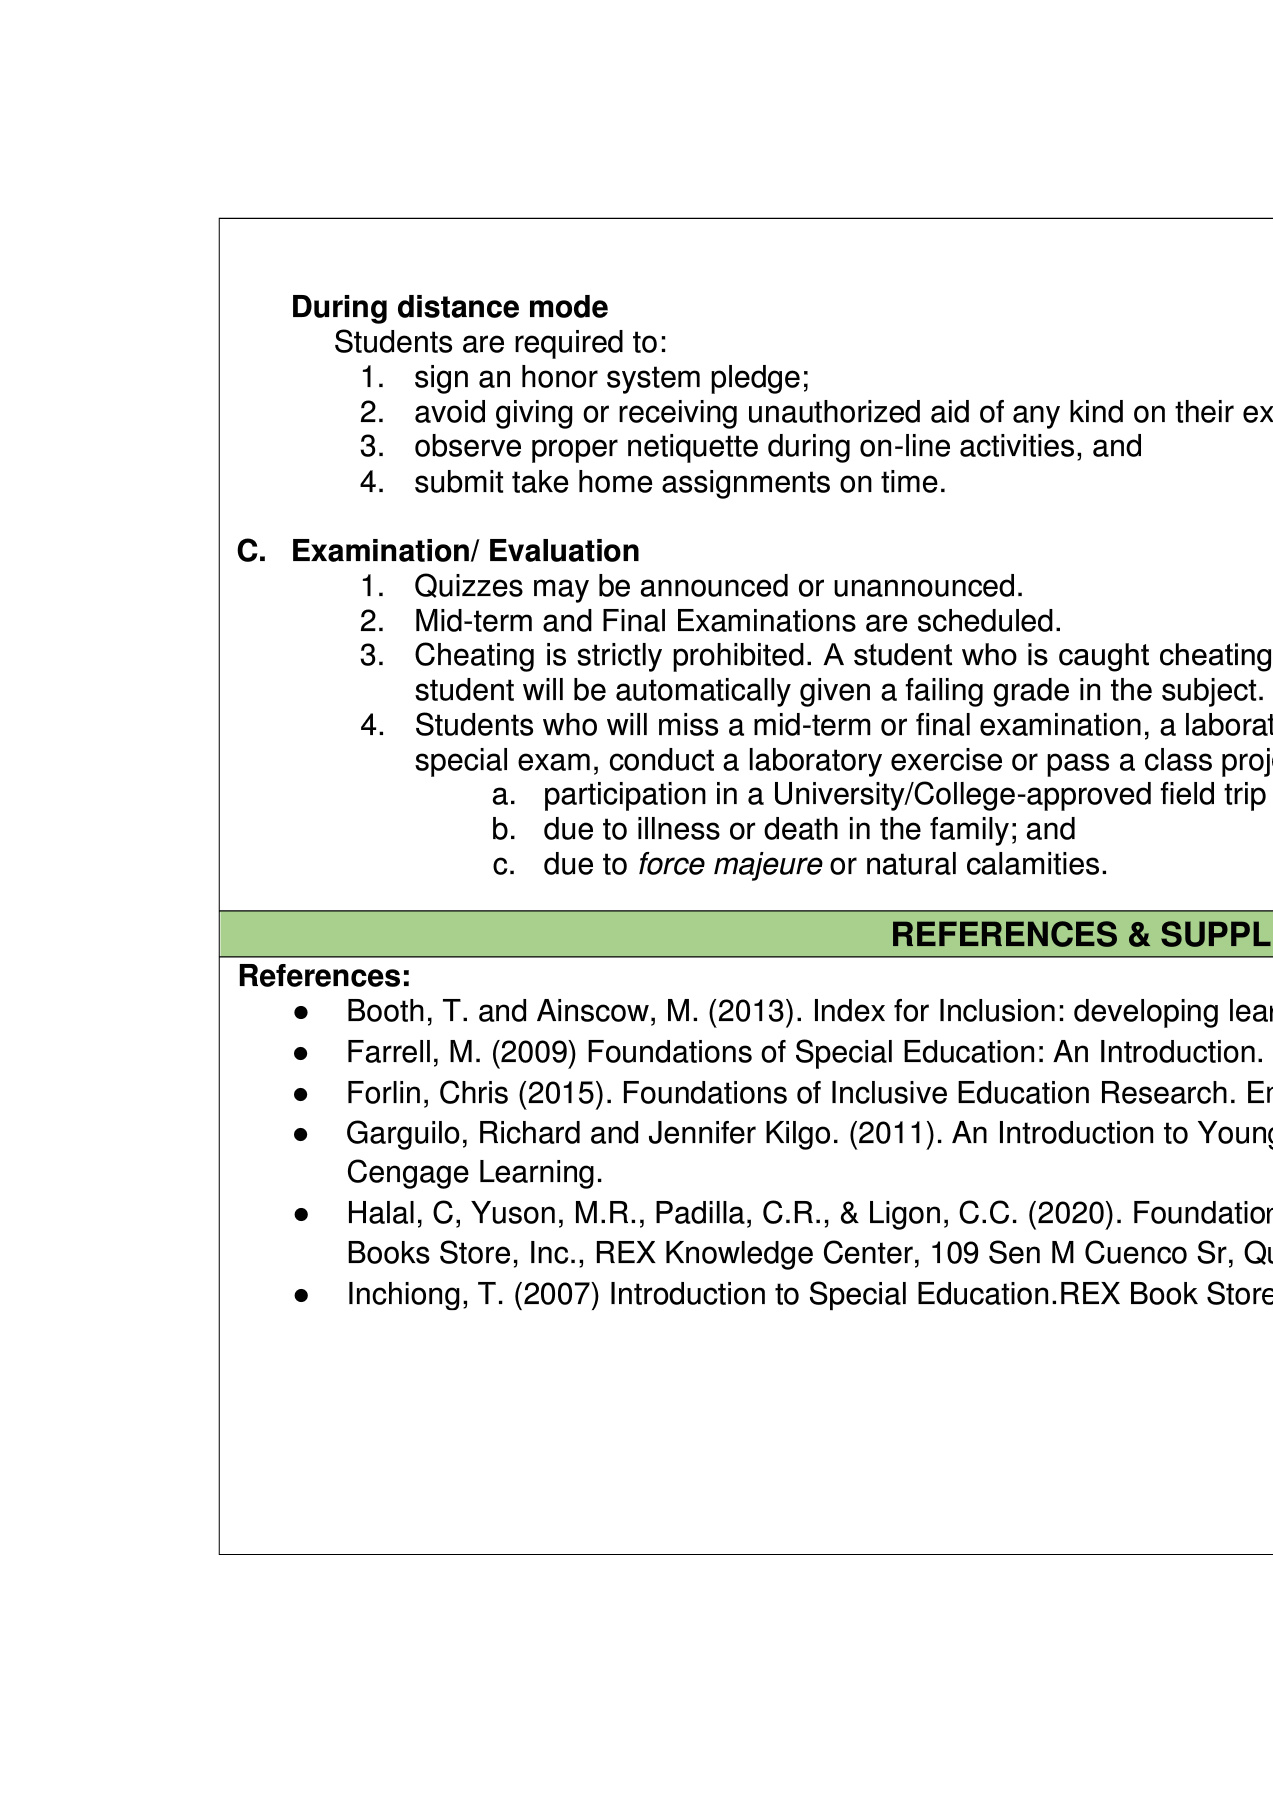 During distance mode
Students are required to:
1. sign an honor system pledge;
2. avoid giving or receiving unauthorized aid of any kind on their ex
3. observe proper netiquette during on-line activities, and
4. submit take home assignments on time.
C. Examination/ Evaluation
1. Quizzes may be announced or unannounced.
2. Mid-term and Final Examinations are scheduled.
3. Cheating is strictly prohibited. A student who is caught cheating
student will be automatically given a failing grade in the subject.
4. Students who will miss a mid-term or final examination, a laborat
special exam, conduct a laboratory exercise or pass a class proj
a. participation in a University/College-approved field trip
b. due to illness or death in the family; and
c. due to force majeure or natural calamities.
REFERENCES & SUPPL
References:
● Booth, T. and Ainscow, M. (2013). Index for Inclusion: developing lear
● Farrell, M. (2009) Foundations of Special Education: An Introduction.
● Forlin, Chris (2015). Foundations of Inclusive Education Research. En
● Garguilo, Richard and Jennifer Kilgo. (2011). An Introduction to Young
Cengage Learning.
● Halal, C, Yuson, M.R., Padilla, C.R., & Ligon, C.C. (2020). Foundation
Books Store, Inc., REX Knowledge Center, 109 Sen M Cuenco Sr, Qu
● Inchiong, T. (2007) Introduction to Special Education.REX Book Store